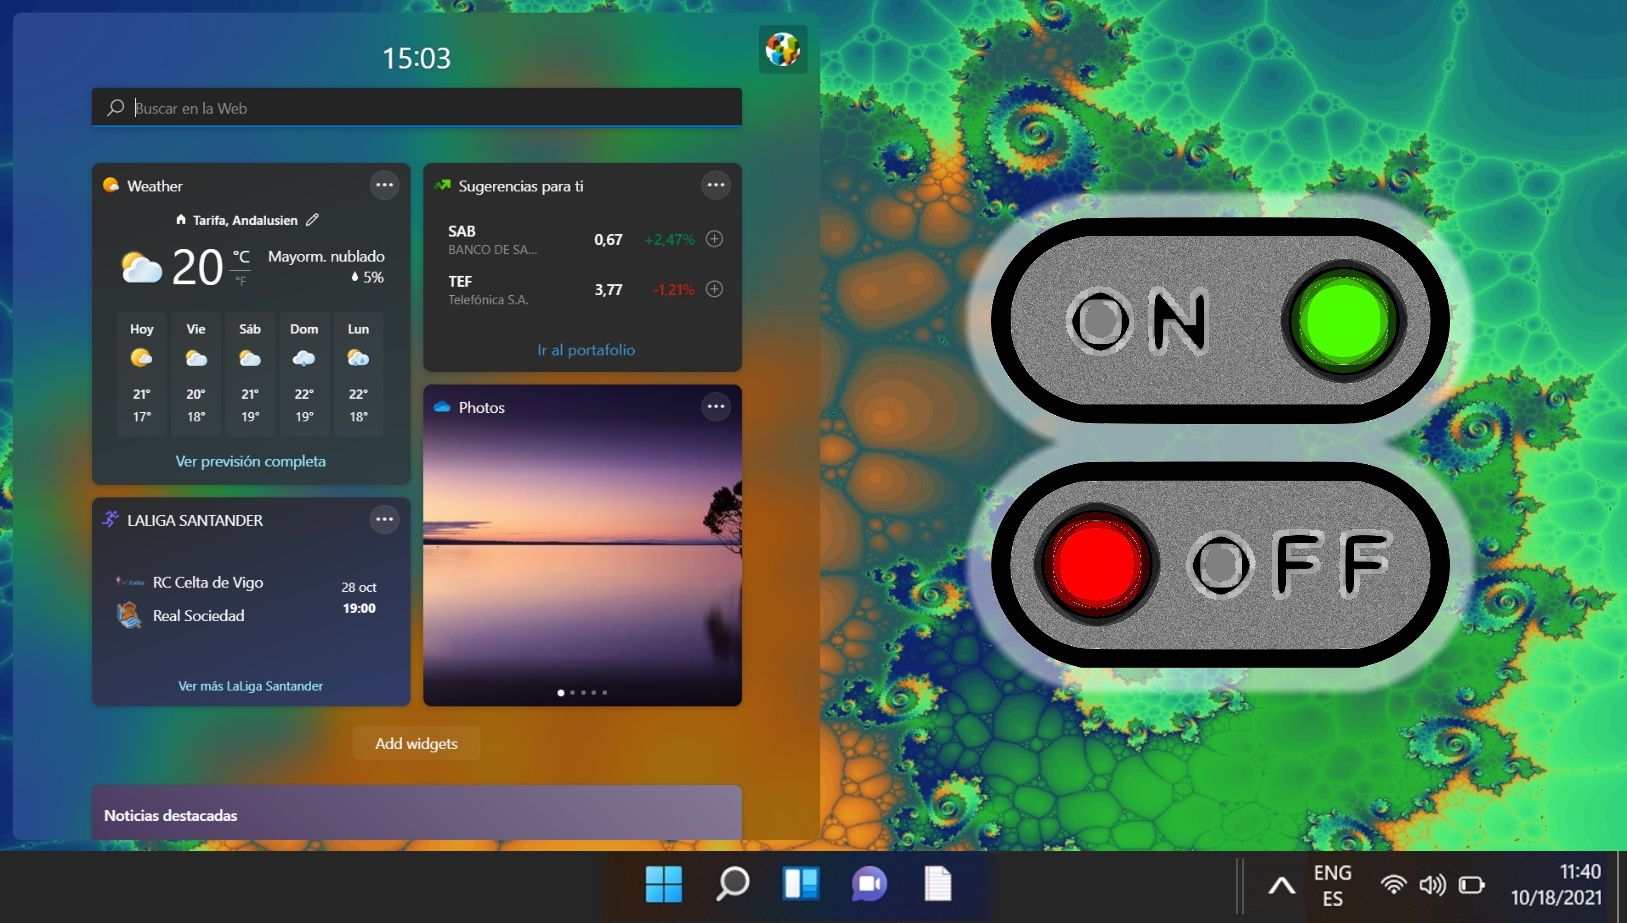 15:03
Buscar en la Web
Weather
Tarifa, Andalusien
20 °C
°F
Mayorm. nublado
5%
Hoy Vie Sáb Dom Lun
21° 20° 21° 22° 22°
17° 18° 19° 19° 18°
Ver previsión completa
Sugerencias para ti
SAB 0,67 +2,47%
BANCO DE SA...
TEF 3,77 -1,21%
Telefónica S.A.
Ir al portafolio
Photos
LALIGA SANTANDER
RC Celta de Vigo
Real Sociedad
28 oct
19:00
Ver más LaLiga Santander
Add widgets
Noticias destacadas
ON
OFF
ENG
ES
11:40
10/18/2021